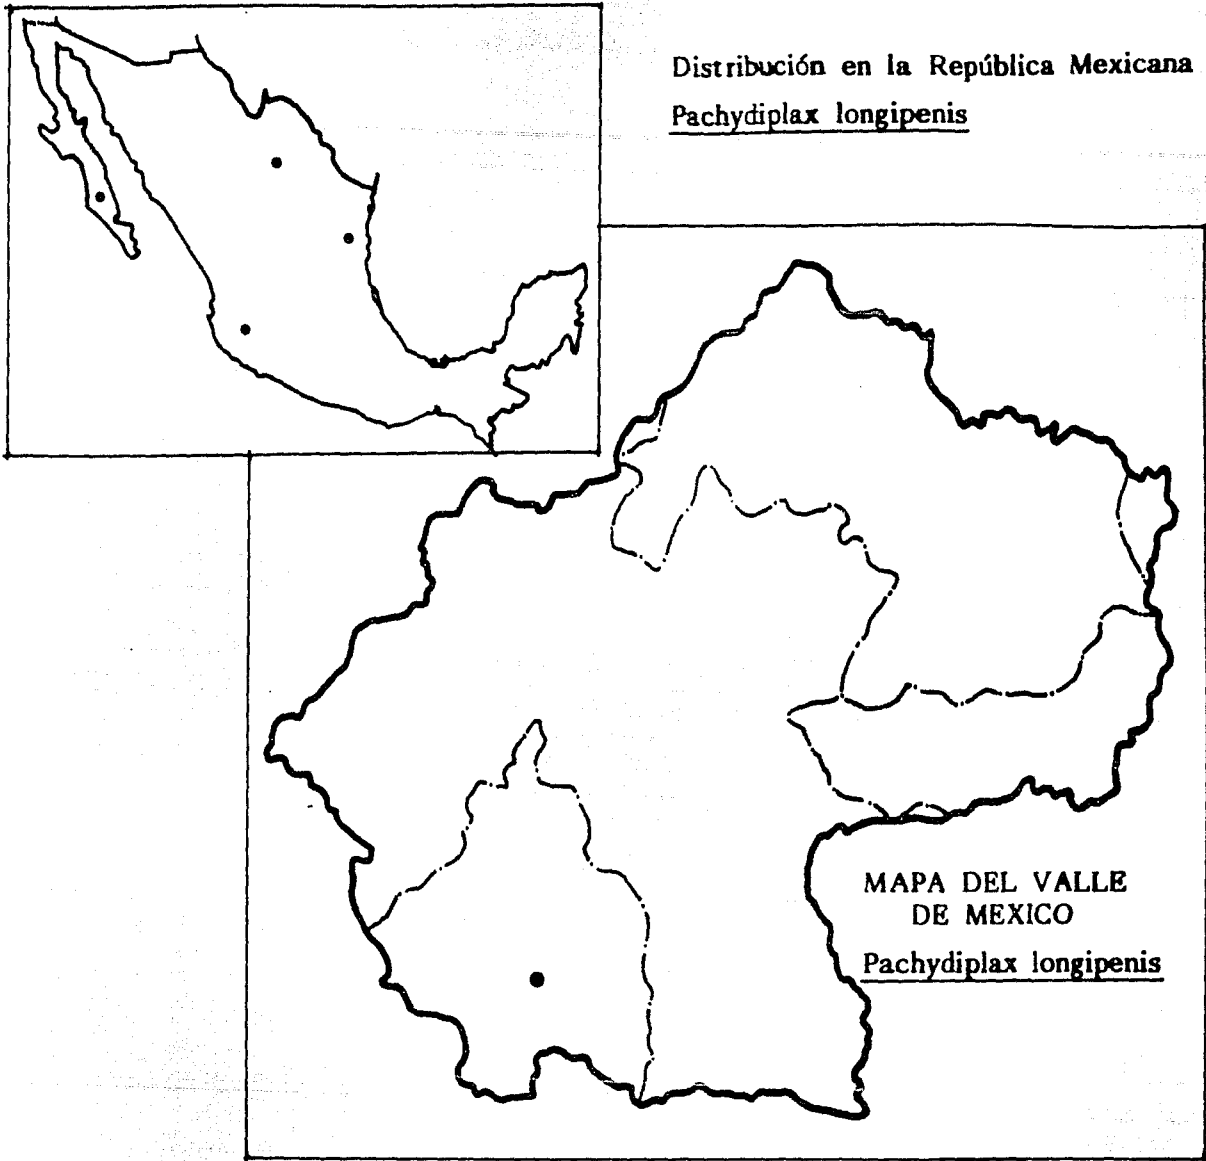 Distribución en la República Mexicana
Pachydiplax longipenis
MAPA DEL VALLE
DE MEXICO
Pachydiplax longipenis